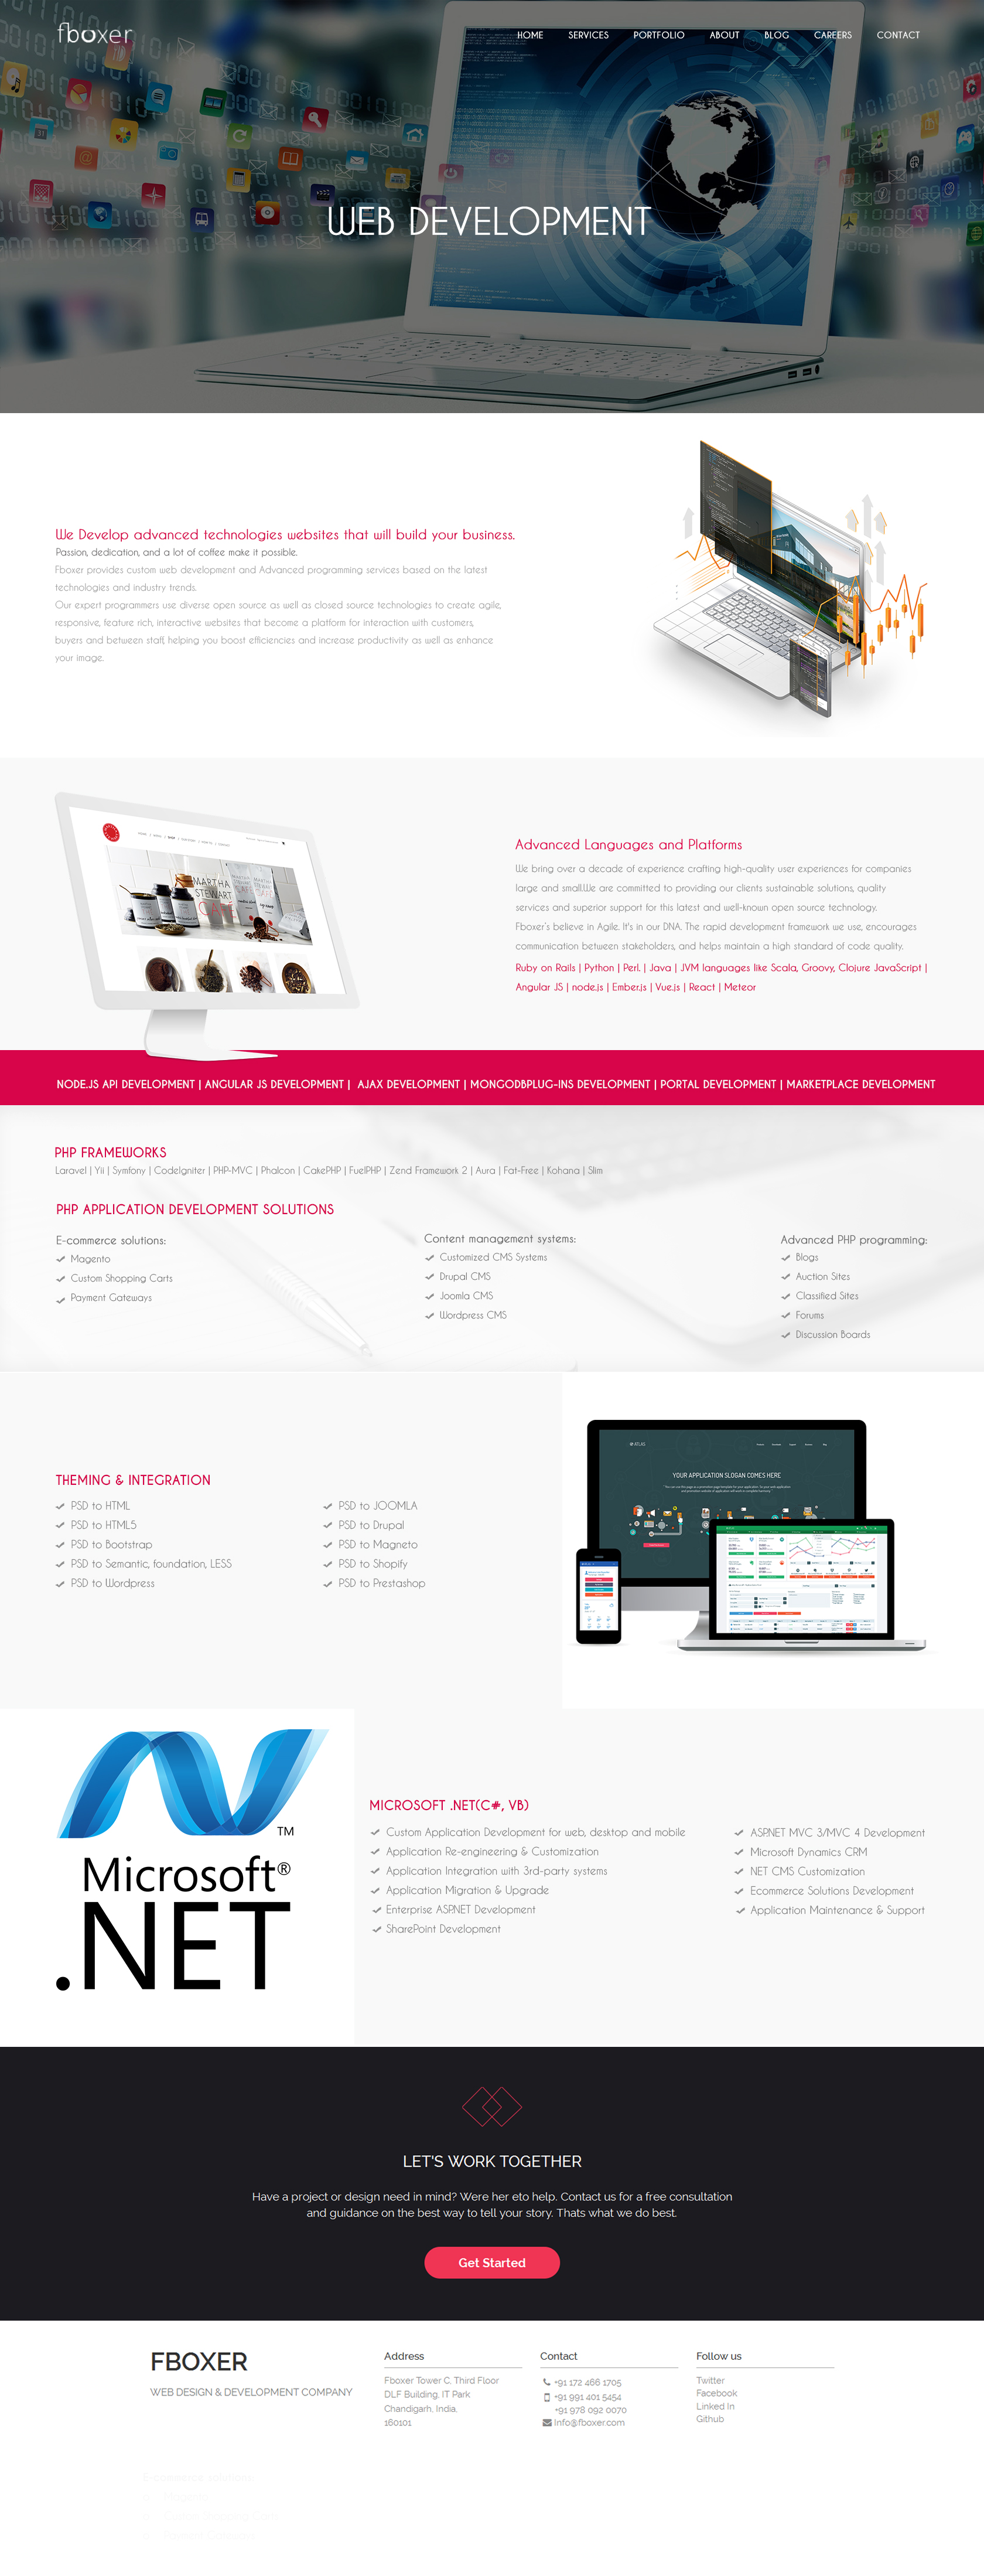 fboxer
HOME SERVICES PORTFOLIO ABOUT BLOG CAREERS CONTACT
WEB DEVELOPMENT
We Develop advanced technologies websites that will build your business.
Passion, dedication, and a lot of coffee make it possible.
Fboxer provides custom web development and Advanced programming services based on the latest
technologies and industry trends.
Our expert programmers use diverse open source as well as closed source technologies to create agile,
responsive, feature rich, interactive websites that become a platform for interaction with customers,
buyers and between staff, helping you boost efficiencies and increase productivity as well as enhance
your image.
MARTHA
STEWART
CAFE
Advanced Languages and Platforms
We bring over a decade of experience crafting high-quality user experiences for companies
large and small.We are committed to providing our clients sustainable solutions, quality
services and superior support for this latest and well-known open source technology.
Fboxer's believe in Agile. It's in our DNA. The rapid development framework we use, encourages
communication between stakeholders, and helps maintain a high standard of code quality.
Ruby on Rails | Python | Perl. | Java | JVM languages like Scala, Groovy, Clojure JavaScript |
Angular JS | node.js | Ember.js | Vue.js | React | Meteor
NODE.JS API DEVELOPMENT | ANGULAR JS DEVELOPMENT | AJAX DEVELOPMENT | MONGODBPLUG-INS DEVELOPMENT | PORTAL DEVELOPMENT | MARKETPLACE DEVELOPMENT
PHP FRAMEWORKS
Laravel | Yii | Symfony | CodeIgniter | PHP-MVC | Phalcon | CakePHP | FuelPHP | Zend Framework 2 | Aura | Fat-Free | Kohana | Slim
PHP APPLICATION DEVELOPMENT SOLUTIONS
E-commerce solutions:
Magento
Custom Shopping Carts
Payment Gateways
Content management systems:
Customized CMS Systems
Drupal CMS
Joomla CMS
Wordpress CMS
Advanced PHP programming:
Blogs
Auction Sites
Classified Sites
Forums
Discussion Boards
THEMING & INTEGRATION
PSD to HTML
PSD to HTML5
PSD to Bootstrap
PSD to Semantic, foundation, LESS
PSD to Wordpress
PSD to JOOMLA
PSD to Drupal
PSD to Magneto
PSD to Shopify
PSD to Prestashop
ATLAS
YOUR APPLICATION SLOGAN COMES HERE
TM
Microsoft®
.NET
MICROSOFT .NET(C#, VB)
Custom Application Development for web, desktop and mobile
Application Re-engineering & Customization
Application Integration with 3rd-party systems
Application Migration & Upgrade
Enterprise ASP.NET Development
SharePoint Development
ASP.NET MVC 3/MVC 4 Development
Microsoft Dynamics CRM
NET CMS Customization
Ecommerce Solutions Development
Application Maintenance & Support
LET'S WORK TOGETHER
Have a project or design need in mind? Were her eto help. Contact us for a free consultation
and guidance on the best way to tell your story. Thats what we do best.
Get Started
FBOXER
WEB DESIGN & DEVELOPMENT COMPANY
Address
Fboxer Tower C, Third Floor
DLF Building, IT Park
Chandigarh, India,
160101
Contact
+91 172 466 1705
+91 991 401 5454
+91 978 092 0070
Info@fboxer.com
Follow us
Twitter
Facebook
Linked In
Github